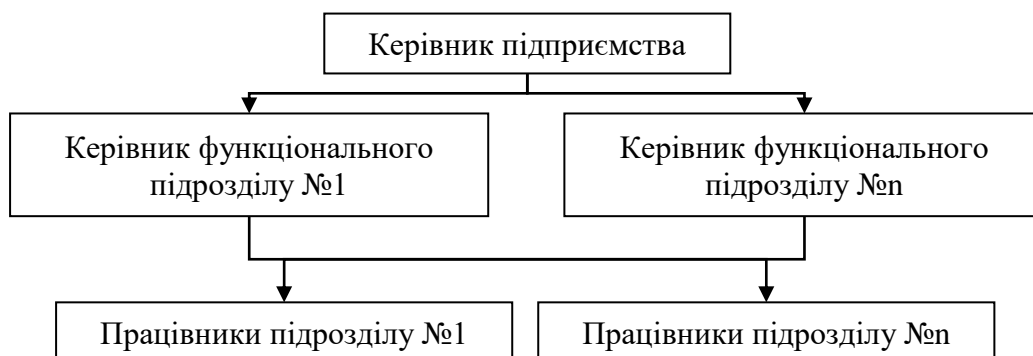 Керівник підприємства
Керівник функціонального
підрозділу №1
Керівник функціонального
підрозділу №n
Працівники підрозділу №1
Працівники підрозділу №n